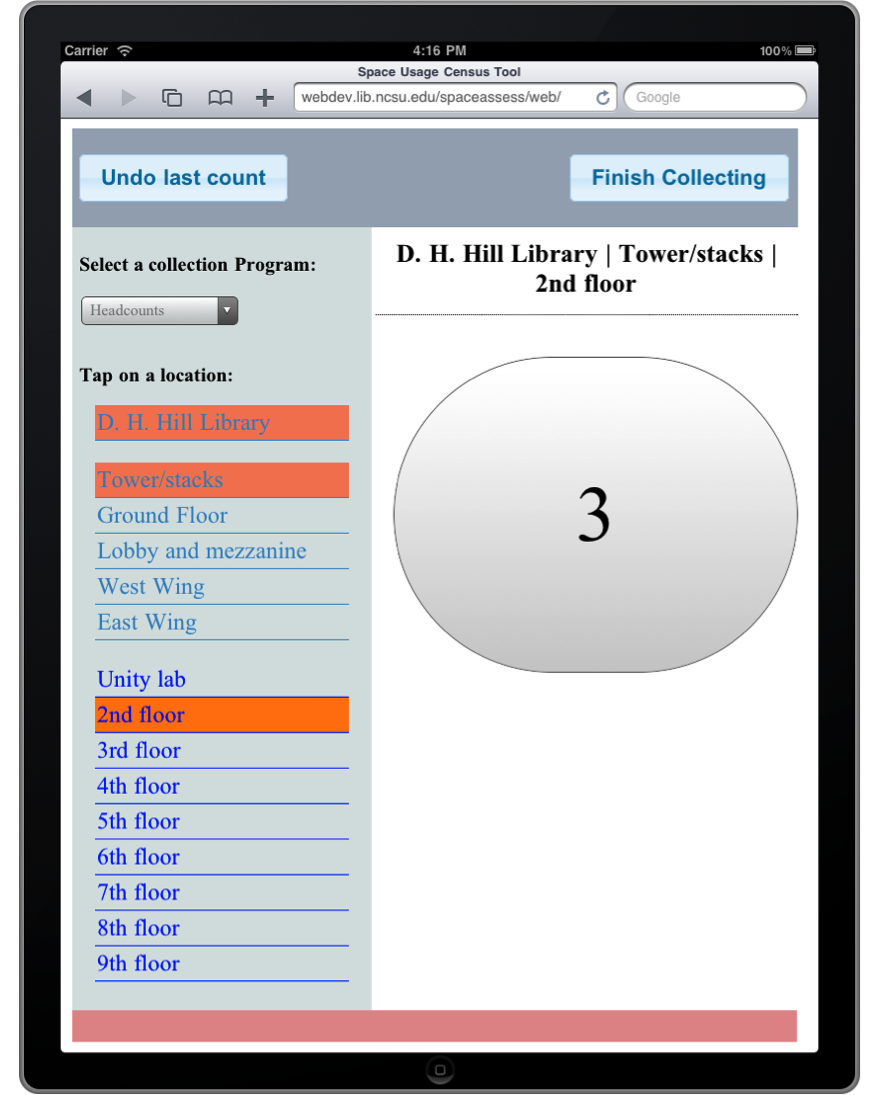 Carrier
4:16 PM
100%
Space Usage Census Tool
webdev.lib.ncsu.edu/spaceassess/web/
Google
Undo last count
Finish Collecting
Select a collection Program:
Headcounts
Tap on a location:
D. H. Hill Library
Tower/stacks
Ground Floor
Lobby and mezzanine
West Wing
East Wing
Unity lab
2nd floor
3rd floor
4th floor
5th floor
6th floor
7th floor
8th floor
9th floor
D. H. Hill Library | Tower/stacks |
2nd floor
3